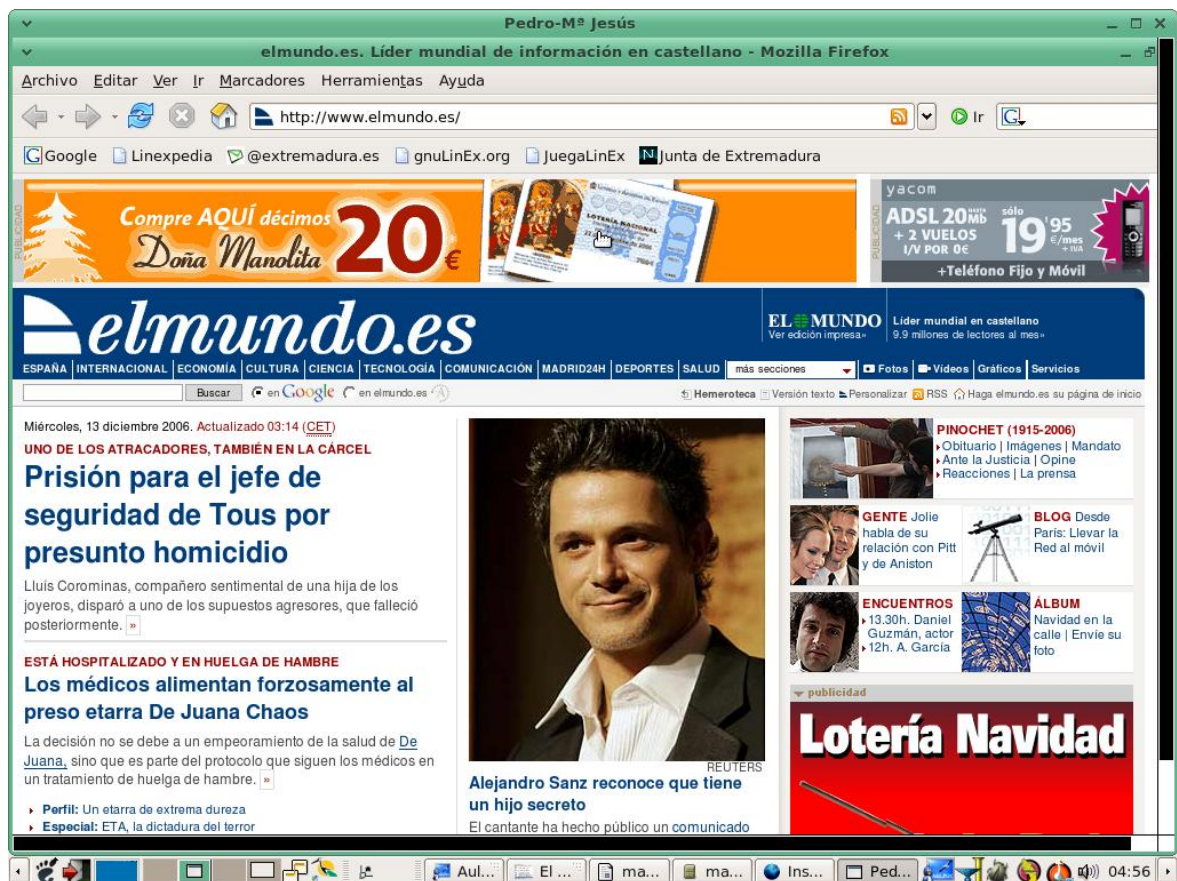 Pedro-Mª Jesús
elmundo.es. Líder mundial de información en castellano - Mozilla Firefox
Archivo Editar Ver Ir Marcadores Herramientas Ayuda
http://www.elmundo.es/
Ir
Google Linexpedia @extremadura.es gnuLinEx.org JuegaLinEx Junta de Extremadura
PUBLICIDAD
Compre AQUÍ décimos
Doña Manolita
20€
LOTERÍA NACIONAL
PUBLICIDAD
yacom
ADSL 20Mb
+ 2 VUELOS
I/V POR 0€
sólo
19'95
€/mes
+ IVA
+Teléfono Fijo y Móvil
elmundo.es
EL MUNDO
Ver edición impresa»
Líder mundial en castellano
9.9 millones de lectores al mes»
ESPAÑA INTERNACIONAL ECONOMÍA CULTURA CIENCIA TECNOLOGÍA COMUNICACIÓN MADRID24H DEPORTES SALUD más secciones Fotos Vídeos Gráficos Servicios
Buscar en Google en elmundo.es
Hemeroteca Versión texto Personalizar RSS Haga elmundo.es su página de inicio
Miércoles, 13 diciembre 2006. Actualizado 03:14 (CET)
UNO DE LOS ATRACADORES, TAMBIÉN EN LA CÁRCEL
Prisión para el jefe de
seguridad de Tous por
presunto homicidio
Lluís Corominas, compañero sentimental de una hija de los
joyeros, disparó a uno de los supuestos agresores, que falleció
posteriormente. »
ESTÁ HOSPITALIZADO Y EN HUELGA DE HAMBRE
Los médicos alimentan forzosamente al
preso etarra De Juana Chaos
La decisión no se debe a un empeoramiento de la salud de De
Juana, sino que es parte del protocolo que siguen los médicos en
un tratamiento de huelga de hambre. »
Perfil: Un etarra de extrema dureza
Especial: ETA, la dictadura del terror
REUTERS
Alejandro Sanz reconoce que tiene
un hijo secreto
El cantante ha hecho público un comunicado
PINOCHET (1915-2006)
Obituario | Imágenes | Mandato
Ante la Justicia | Opine
Reacciones | La prensa
GENTE Jolie
habla de su
relación con Pitt
y de Aniston
BLOG Desde
París: Llevar la
Red al móvil
ENCUENTROS
13.30h. Daniel
Guzmán, actor
12h. A. García
ÁLBUM
Navidad en la
calle | Envíe su
foto
publicidad
Lotería Navidad
Aul... El ... ma... ma... Ins... Ped... 04:56